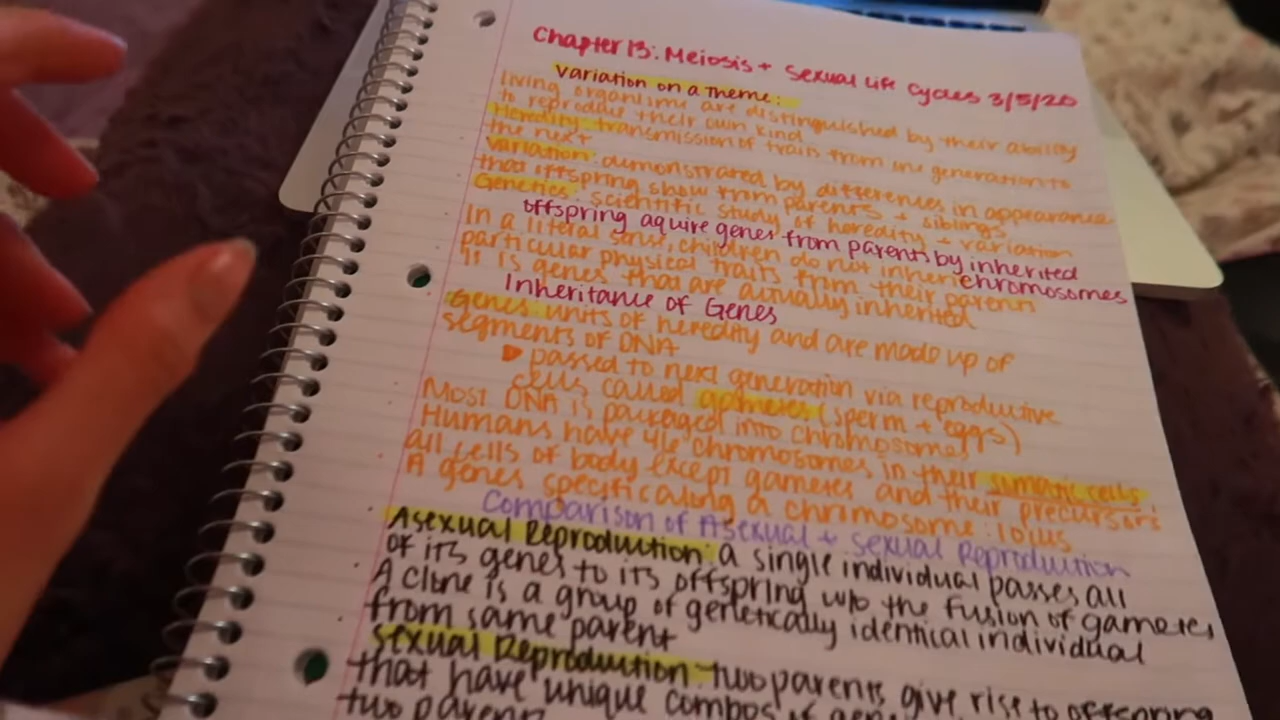 Chapter 13: Meiosis + Sexual Life Cycles 3/5/20
Variation on a Theme:
Living organisms are distinguished by their ability
to reproduce their own kind
Heredity: transmission of traits from one generation to
the next
Variation: demonstrated by differences in appearance
that offspring show from parents + siblings
Genetics: scientific study of heredity + variation
offspring aquire genes from parents by inherited
chromosomes
In a literal sense, children do not inherit
particular physical traits from their parents
It is genes that are actually inherited
Inheritance of Genes
Genes: units of heredity and are made up of
segments of DNA
passed to next generation via reproductive
cells called gametes (sperm + eggs)
Most DNA is packaged into chromosomes
Humans have 46 chromosomes in their somatic cells:
all cells of body except gametes and their precursors
A genes specific along a chromosome: locus
Comparison of Asexual + Sexual Reproduction
Asexual Reproduction: a single individual passes all
of its genes to its offspring w/o the fusion of gametes
A clone is a group of genetically identical individual
from same parent
Sexual Reproduction: two parents give rise to offspring
that have unique combos of
two parents